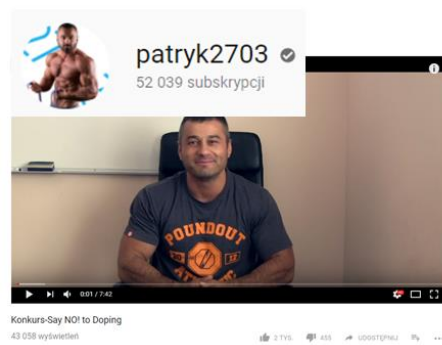 patryk2703
52 039 subskrypcji
POUNDOUT
0:01 / 7:42
Konkurs-Say NO! to Doping
43 058 wyświetleń
2 TYS.
455
UDOSTĘPNIJ